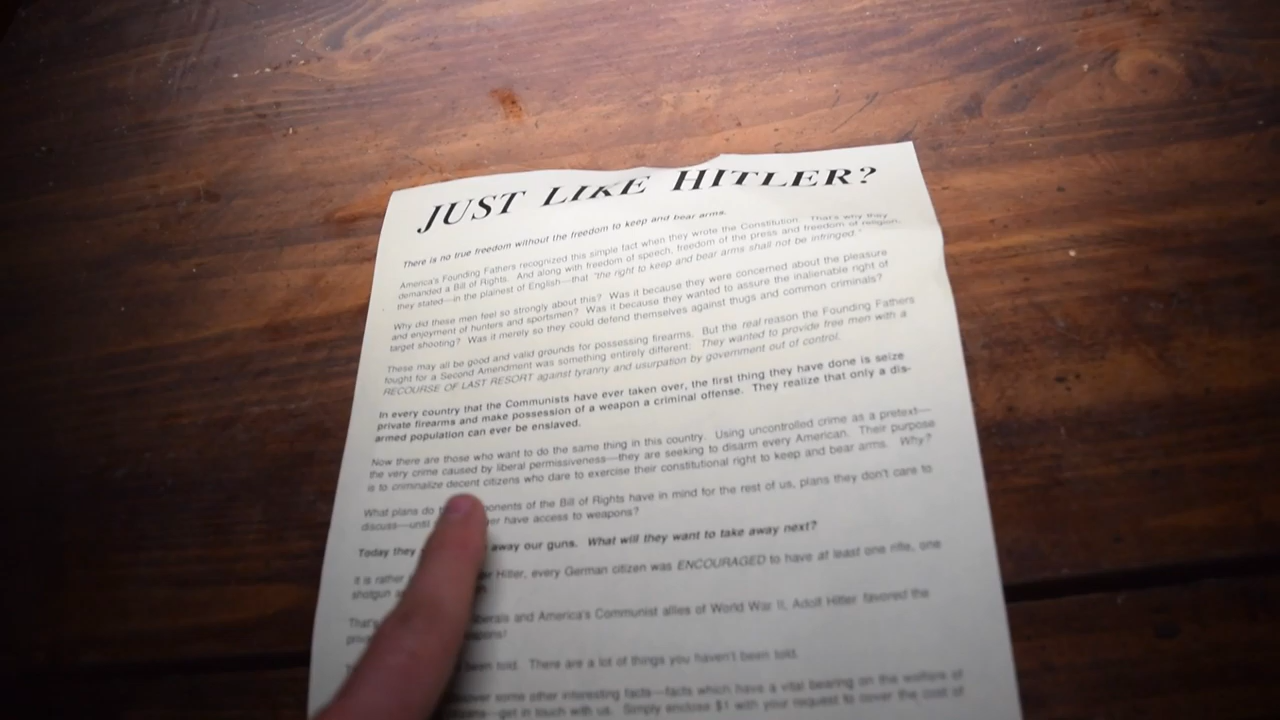 JUST LIKE HITLER?
There is no true freedom without the freedom to keep and bear arms.
America's Founding Fathers recognized this simple fact when they wrote the Constitution. That's why they
demanded a Bill of Rights. And along with freedom of speech, freedom of the press and freedom of religion,
they stated—in the plainest of English—that "the right to keep and bear arms shall not be infringed."
Why did these men feel so strongly about this? Was it because they were concerned about the pleasure
and enjoyment of hunters and sportsmen? Was it because they wanted to assure the inalienable right of
target shooting? Was it merely so they could defend themselves against thugs and common criminals?
These may all be good and valid grounds for possessing firearms. But the real reason the Founding Fathers
fought for a Second Amendment was something entirely different: They wanted to provide free men with a
RECOURSE OF LAST RESORT against tyranny and usurpation by government out of control.
In every country that the Communists have ever taken over, the first thing they have done is seize
private firearms and make possession of a weapon a criminal offense. They realize that only a dis-
armed population can ever be enslaved.
Now there are those who want to do the same thing in this country. Using uncontrolled crime as a pretext—
the very crime caused by liberal permissiveness—they are seeking to disarm every American. Their purpose
is to criminalize decent citizens who dare to exercise their constitutional right to keep and bear arms. Why?
What plans do of the Bill of Rights have in mind for the rest of us, plans they don't care to
discuss— have access to weapons?
Today they away our guns. What will they want to take away next?
It is rather Hitler, every German citizen was ENCOURAGED to have at least one rifle, one
shotgun
That's and America's Communist allies of World War II, Adolf Hitler favored the
been told. There are a lot of things you haven't been told.
some other interesting facts—facts which have a vital bearing on the welfare of
—get in touch with us. Simply enclose $1 with your request to cover the cost of